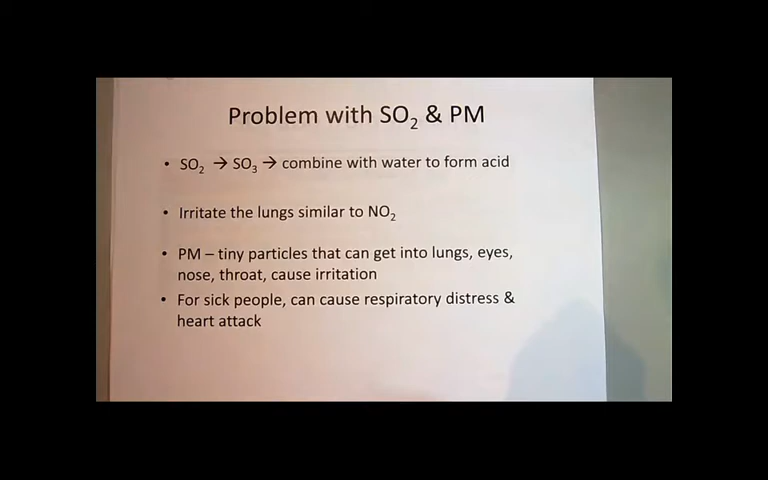 Problem with SO₂ & PM
• SO₂ → SO₃ → combine with water to form acid
• Irritate the lungs similar to NO₂
• PM – tiny particles that can get into lungs, eyes,
nose, throat, cause irritation
• For sick people, can cause respiratory distress &
heart attack